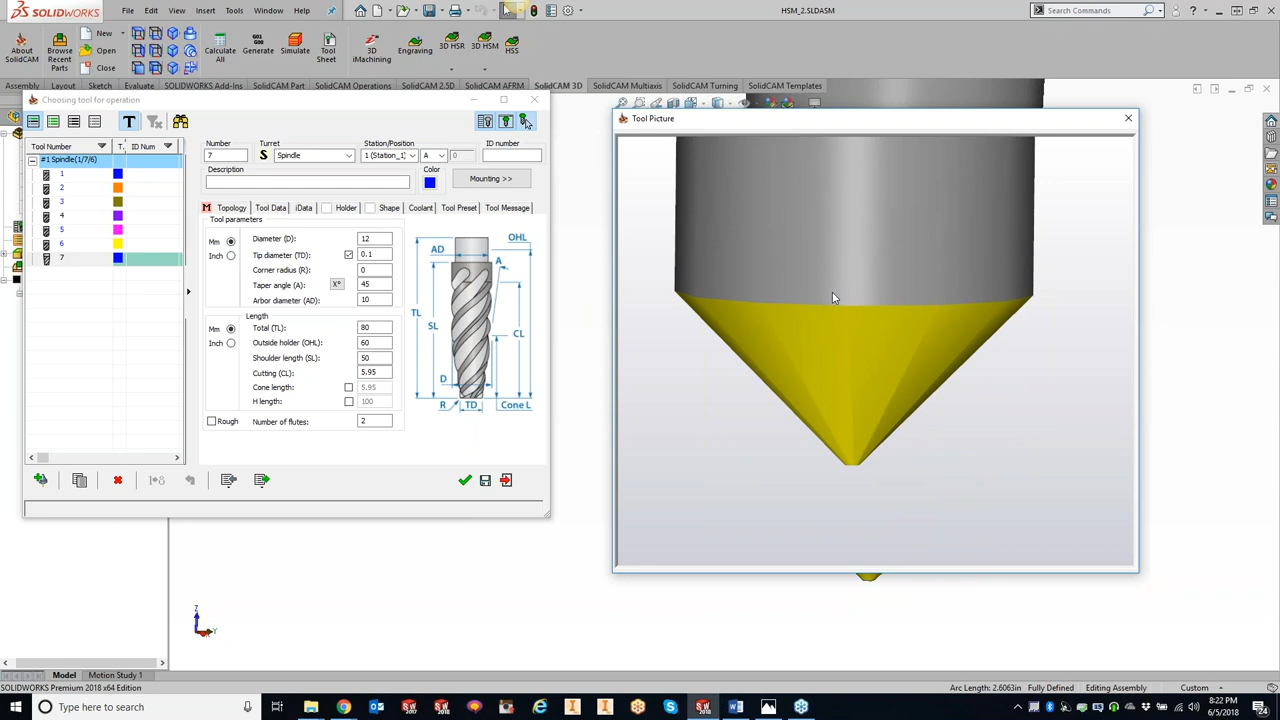 SOLIDWORKS
File Edit View Insert Tools Window Help
HSM_2.SLDASM
Search Commands
About SolidCAM
Browse Recent Parts
New
Open
Close
Calculate All
G01 G00 Generate
Simulate
Tool Sheet
3D iMachining
Engraving
3D HSR
3D HSM
HSS
Assembly Layout Sketch Evaluate SOLIDWORKS Add-Ins SolidCAM Part SolidCAM Operations SolidCAM 2.5D SolidCAM AFRM SolidCAM 3D SolidCAM Multiaxis SolidCAM Turning SolidCAM Templates
Choosing tool for operation
Tool Number T. ID Num
#1 Spindle(1/7/6)
1
2
3
4
5
6
7
Number Turret Station/Position ID number
7 S Spindle 1 (Station_1) A 0
Description Color
Mounting >>
M Topology Tool Data iData Holder Shape Coolant Tool Preset Tool Message
Tool parameters
Mm
Inch
Diameter (D): 12
Tip diameter (TD): 0.1
Corner radius (R): 0
Taper angle (A): X° 45
Arbor diameter (AD): 10
Length
Mm
Inch
Total (TL): 80
Outside holder (OHL): 60
Shoulder length (SL): 50
Cutting (CL): 5.95
Cone length: 5.95
H length: 100
Rough Number of flutes: 2
OHL
AD
A
TL
SL
CL
D
R TD Cone L
Tool Picture
Z
Y
Model Motion Study 1
SOLIDWORKS Premium 2018 x64 Edition
Arc Length: 2.6063in Fully Defined Editing Assembly Custom
Type here to search
8:22 PM
6/5/2018